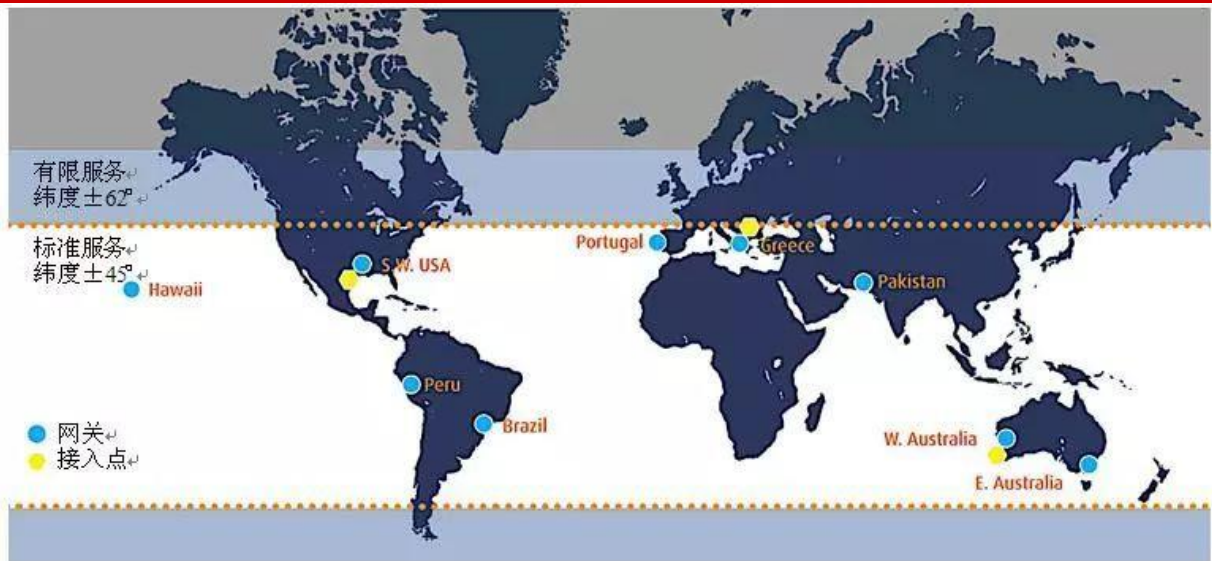 有限服务
纬度±62°
标准服务
纬度±45°
Hawaii
S.W. USA
Portugal
Greece
Pakistan
Peru
Brazil
W. Australia
E. Australia
网关
接入点